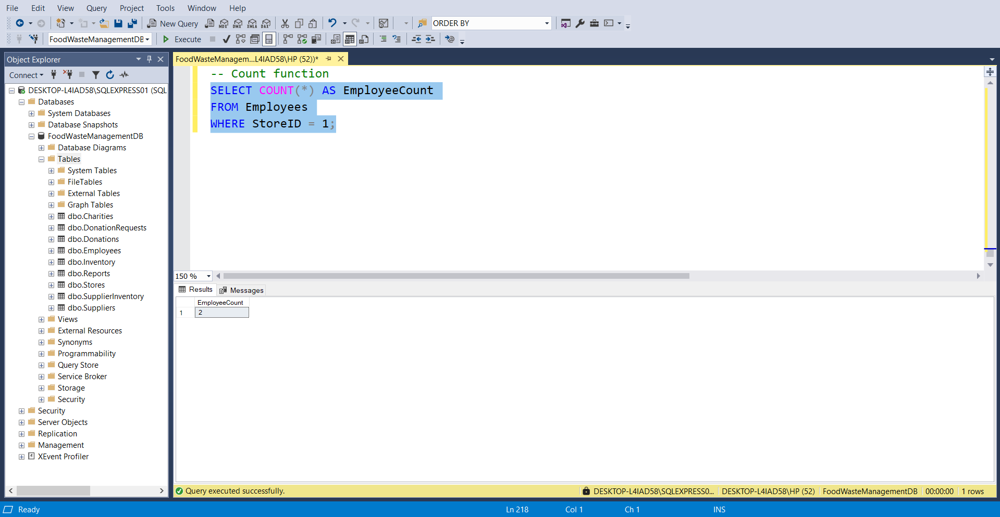 File Edit View Query Project Tools Window Help
New Query MDX DMX XMLA DAX ORDER BY
FoodWasteManagementDB Execute
Object Explorer
Connect
DESKTOP-L4IAD58\SQLEXPRESS01 (SQL
Databases
System Databases
Database Snapshots
FoodWasteManagementDB
Database Diagrams
Tables
System Tables
FileTables
External Tables
Graph Tables
dbo.Charities
dbo.DonationRequests
dbo.Donations
dbo.Employees
dbo.Inventory
dbo.Reports
dbo.Stores
dbo.SupplierInventory
dbo.Suppliers
Views
External Resources
Synonyms
Programmability
Query Store
Service Broker
Storage
Security
Security
Server Objects
Replication
Management
XEvent Profiler
FoodWasteManagem...L4IAD58\HP (52))*
-- Count function
SELECT COUNT(*) AS EmployeeCount
FROM Employees
WHERE StoreID = 1;
150 %
Results Messages
EmployeeCount
1 2
Query executed successfully. DESKTOP-L4IAD58\SQLEXPRESS0... DESKTOP-L4IAD58\HP (52) FoodWasteManagementDB 00:00:00 1 rows
Ready Ln 218 Col 1 Ch 1 INS